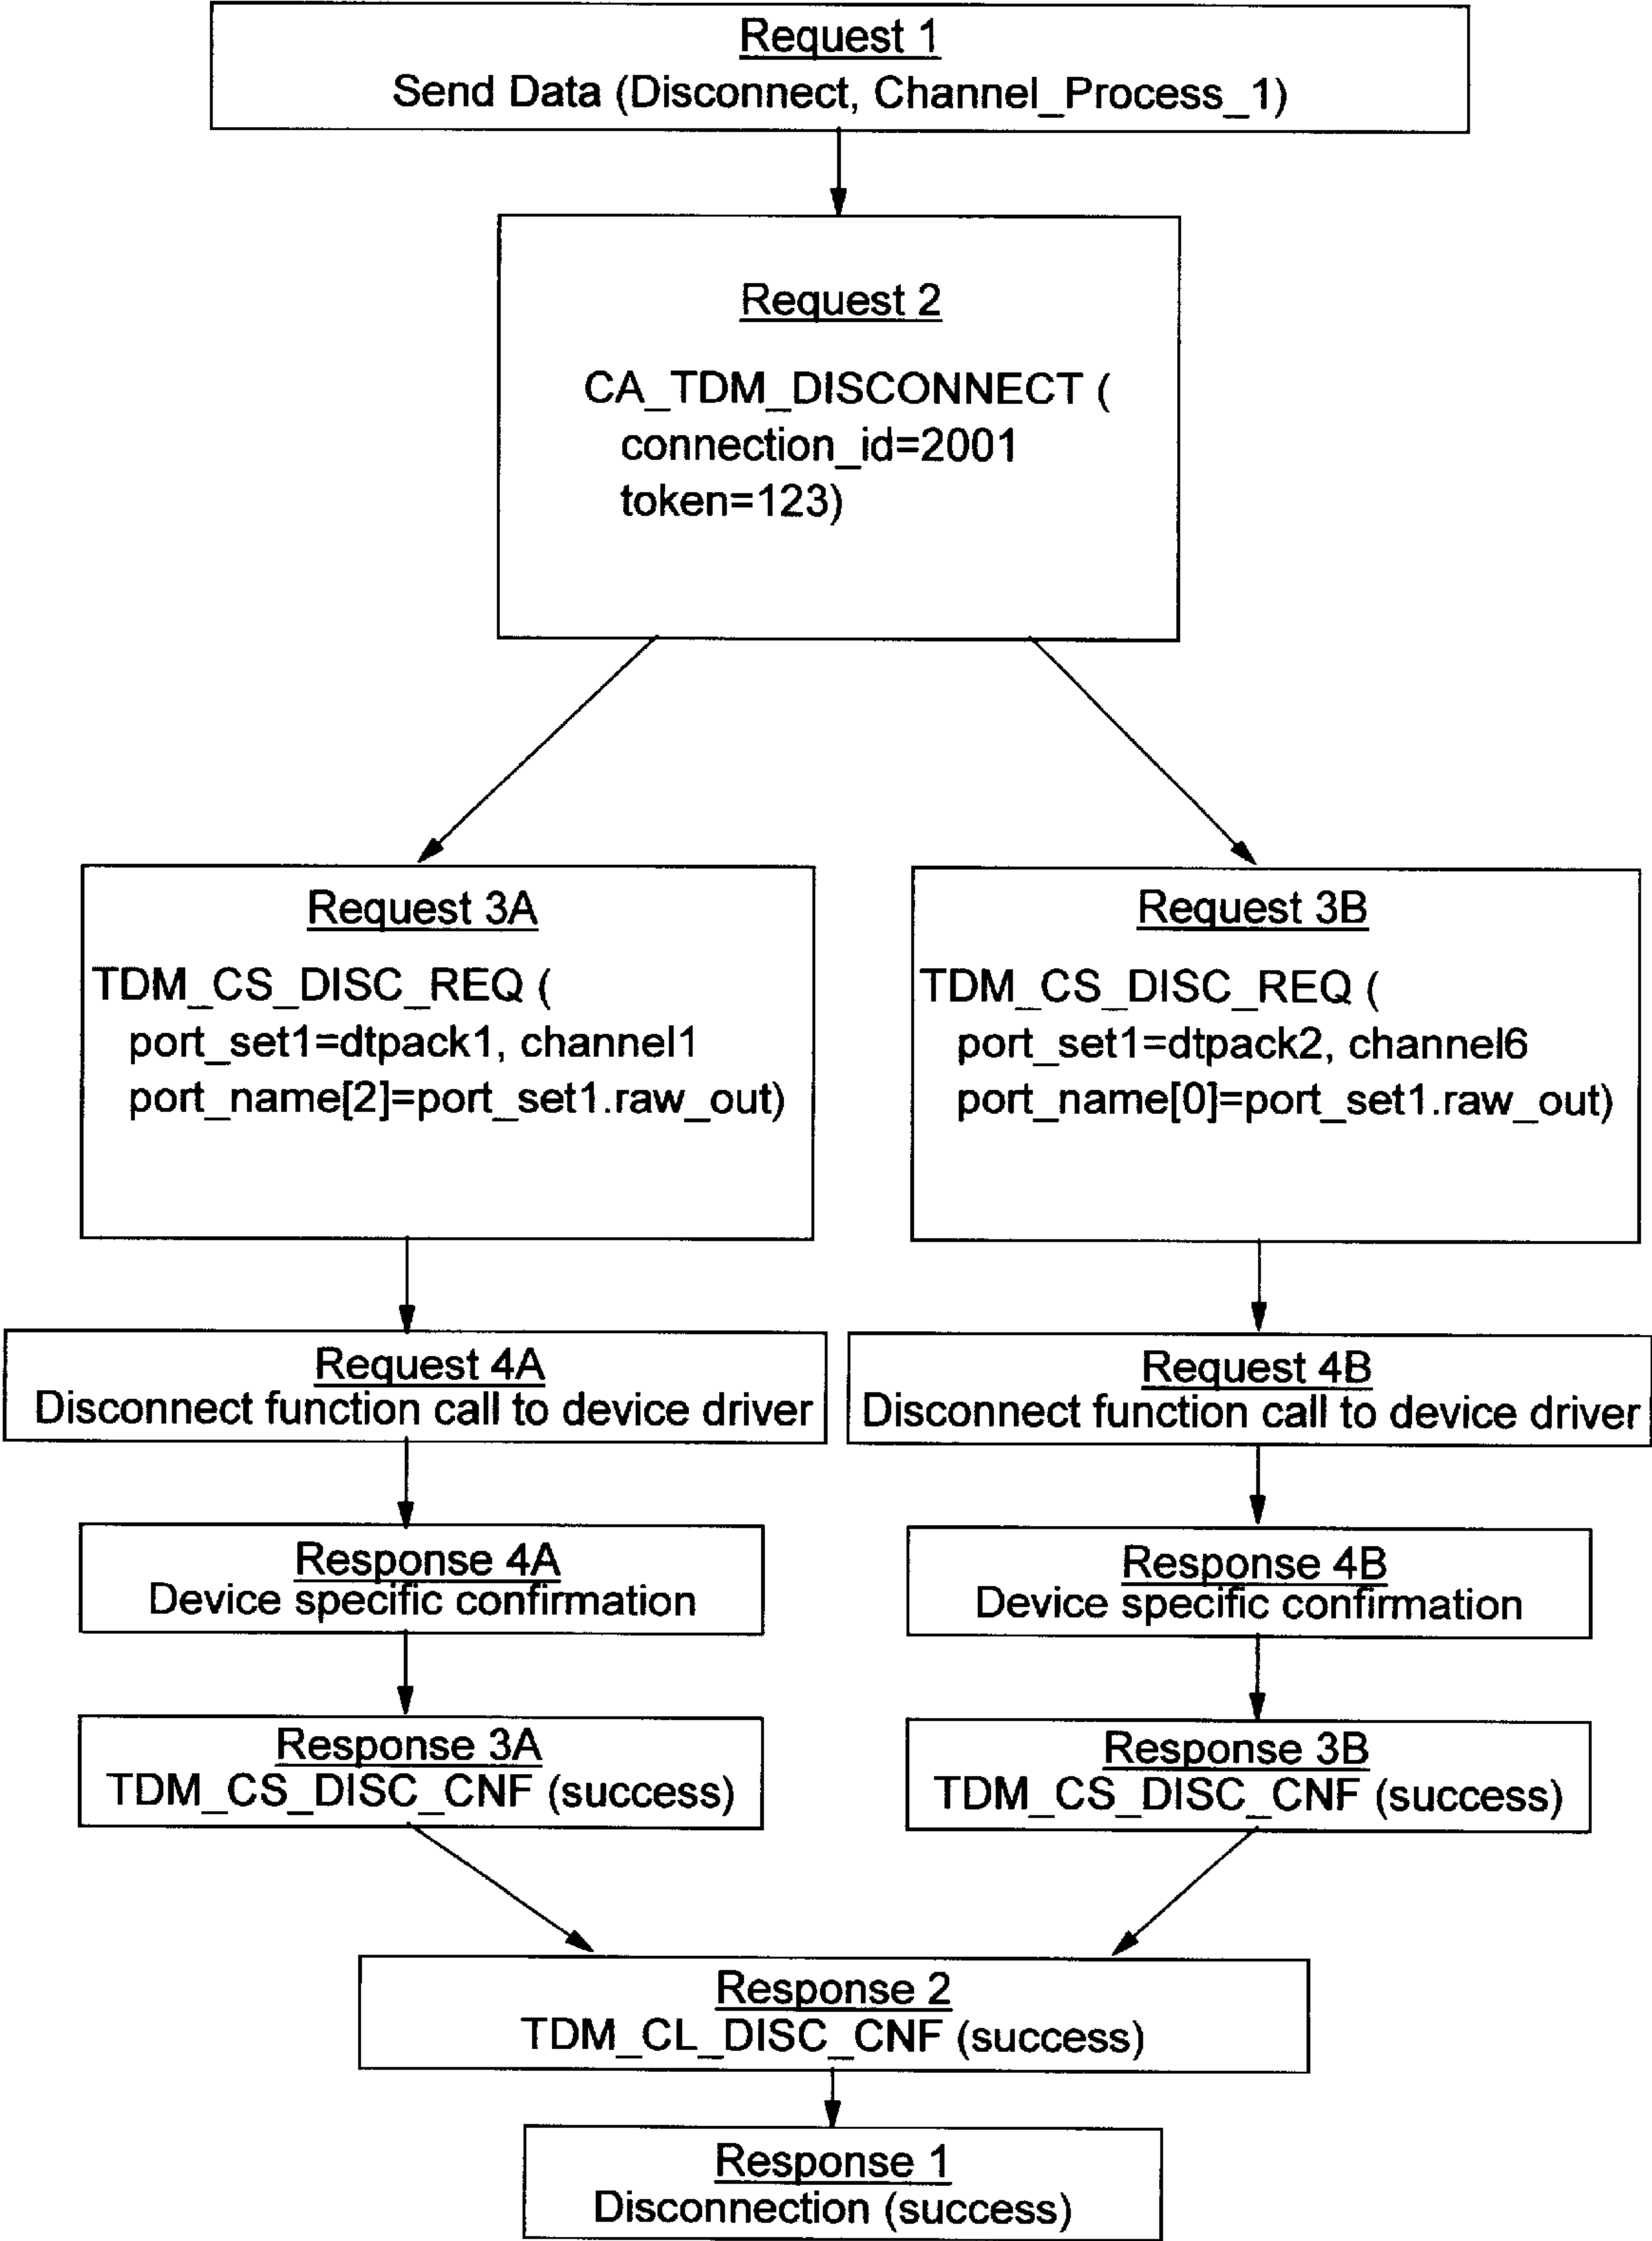 Request 1
Send Data (Disconnect, Channel_Process_1)
Request 2
CA_TDM_DISCONNECT (
connection_id=2001
token=123)
Request 3A
TDM_CS_DISC_REQ (
port_set1=dtpack1, channel1
port_name[2]=port_set1.raw_out)
Request 3B
TDM_CS_DISC_REQ (
port_set1=dtpack2, channel6
port_name[0]=port_set1.raw_out)
Request 4A
Disconnect function call to device driver
Request 4B
Disconnect function call to device driver
Response 4A
Device specific confirmation
Response 4B
Device specific confirmation
Response 3A
TDM_CS_DISC_CNF (success)
Response 3B
TDM_CS_DISC_CNF (success)
Response 2
TDM_CL_DISC_CNF (success)
Response 1
Disconnection (success)